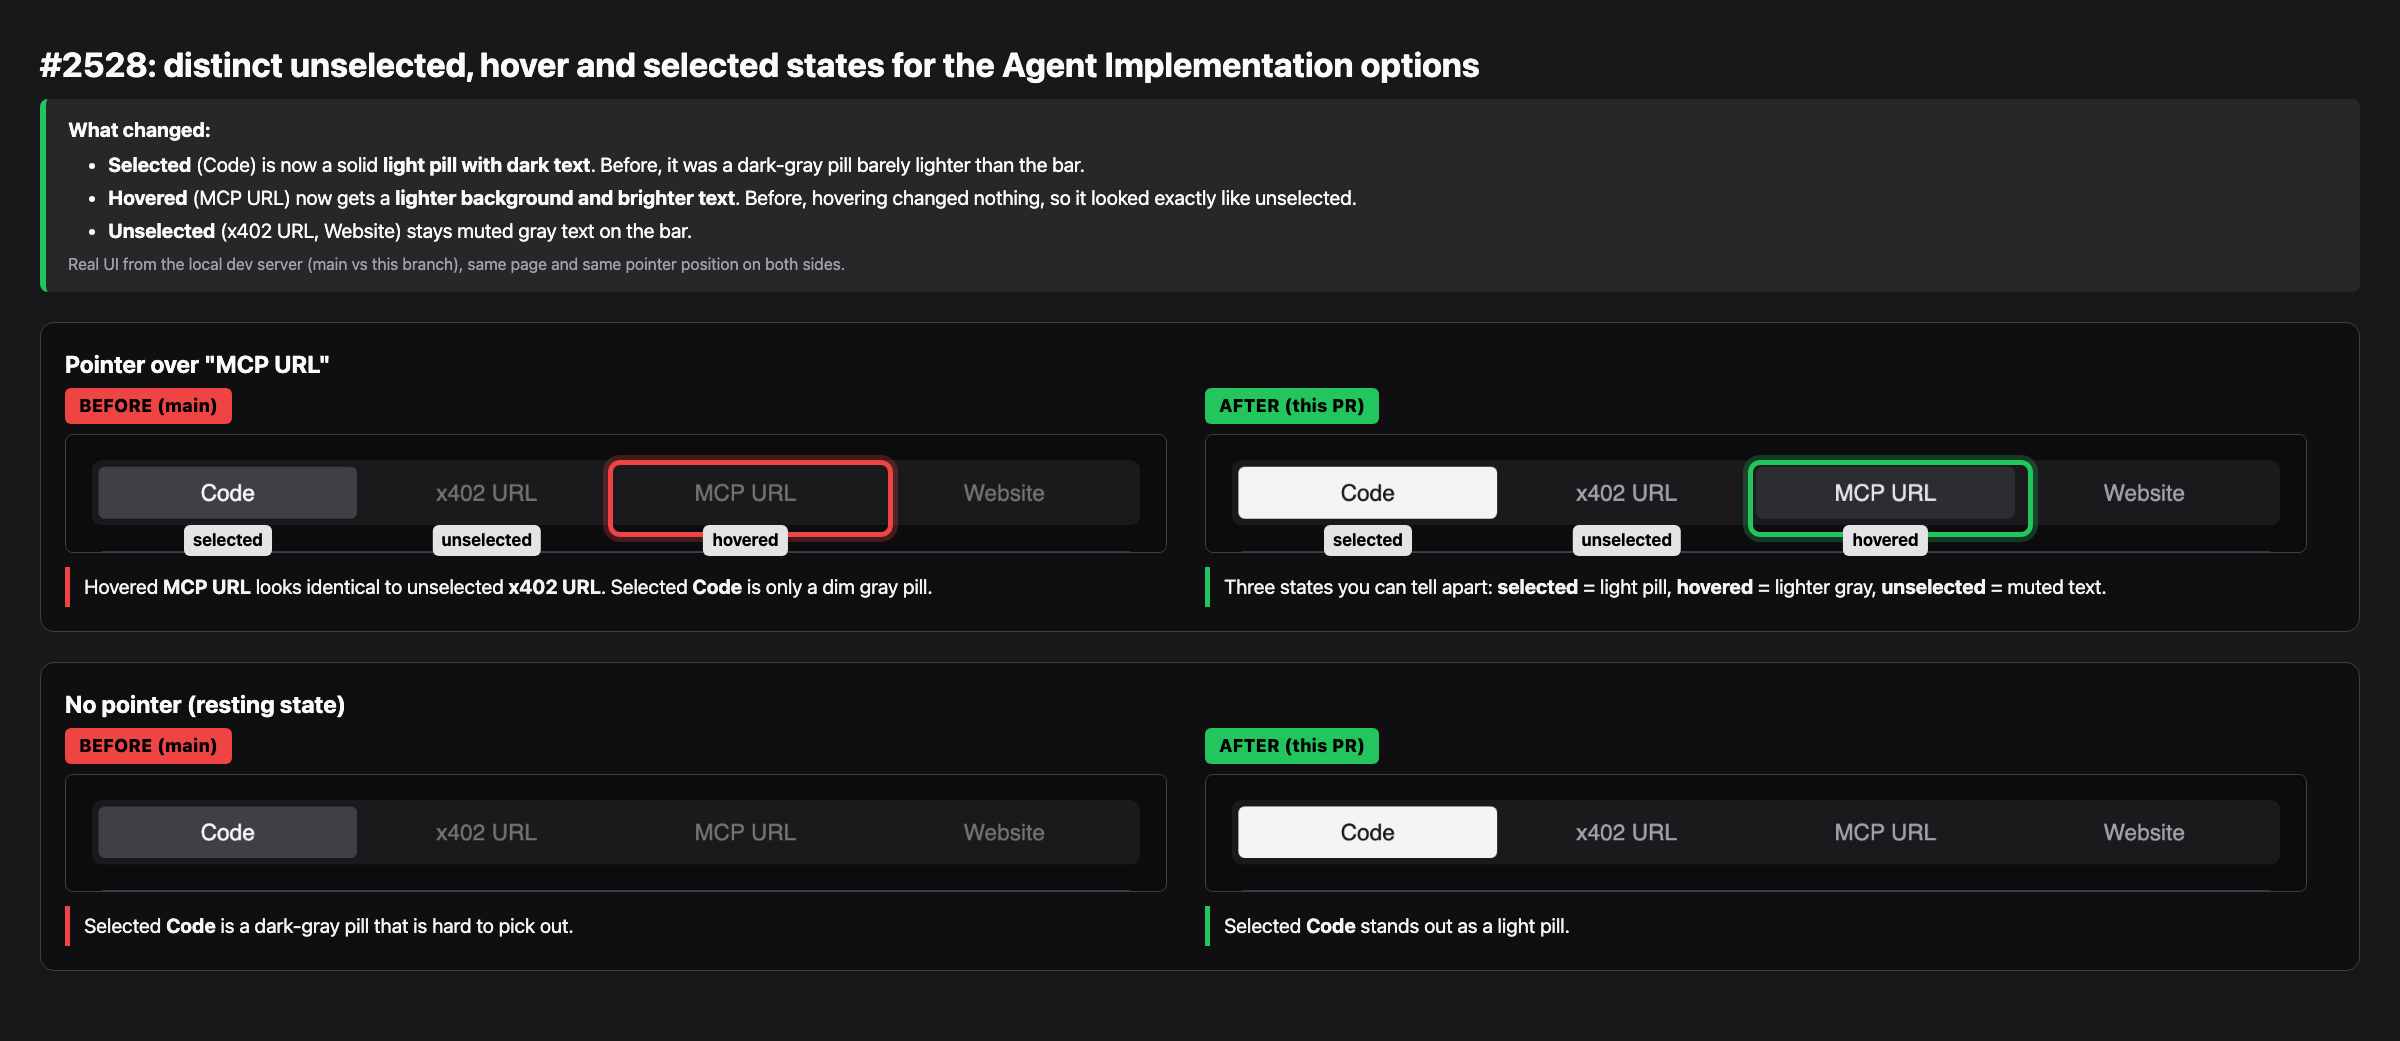 #2528: distinct unselected, hover and selected states for the Agent Implementation options
What changed:
• Selected (Code) is now a solid light pill with dark text. Before, it was a dark-gray pill barely lighter than the bar.
• Hovered (MCP URL) now gets a lighter background and brighter text. Before, hovering changed nothing, so it looked exactly like unselected.
• Unselected (x402 URL, Website) stays muted gray text on the bar.
Real UI from the local dev server (main vs this branch), same page and same pointer position on both sides.
Pointer over "MCP URL"
BEFORE (main)
Code x402 URL MCP URL Website
selected unselected hovered
Hovered MCP URL looks identical to unselected x402 URL. Selected Code is only a dim gray pill.
AFTER (this PR)
Code x402 URL MCP URL Website
selected unselected hovered
Three states you can tell apart: selected = light pill, hovered = lighter gray, unselected = muted text.
No pointer (resting state)
BEFORE (main)
Code x402 URL MCP URL Website
Selected Code is a dark-gray pill that is hard to pick out.
AFTER (this PR)
Code x402 URL MCP URL Website
Selected Code stands out as a light pill.